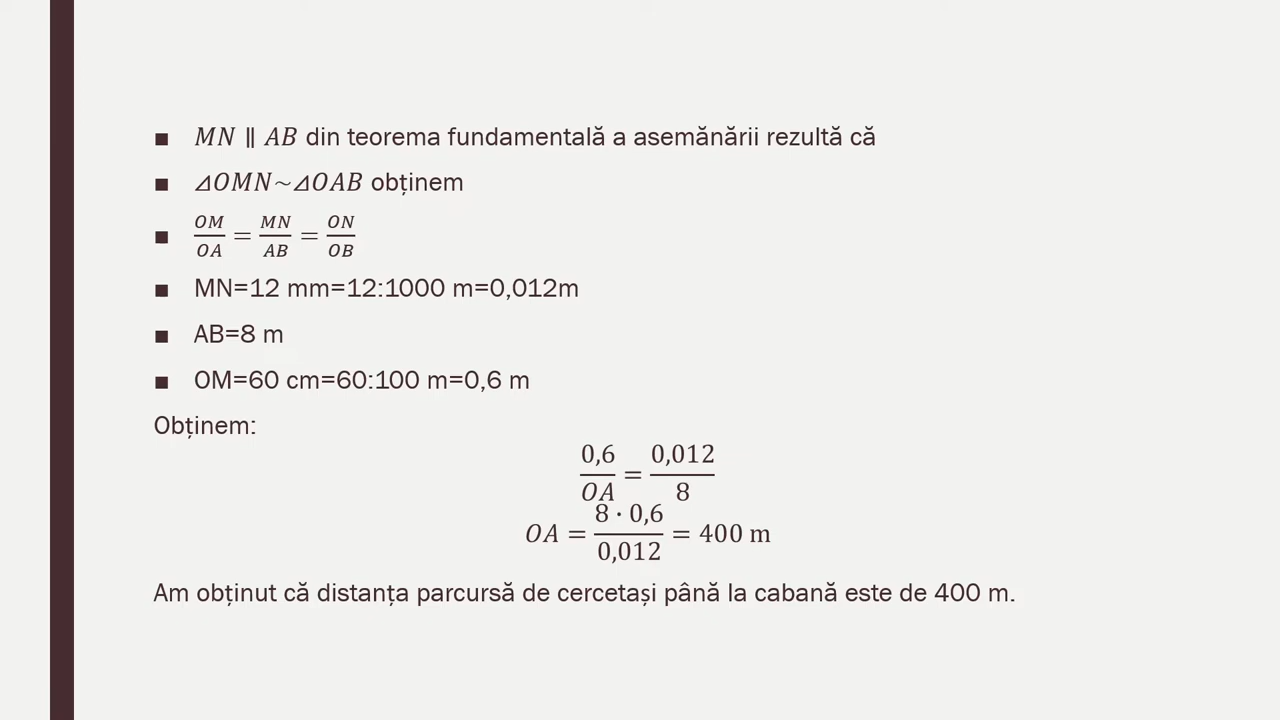 ■ MN ∥ AB din teorema fundamentală a asemănării rezultă că
■ ⊿OMN~⊿OAB obținem
■ OM/OA = MN/AB = ON/OB
■ MN=12 mm=12:1000 m=0,012m
■ AB=8 m
■ OM=60 cm=60:100 m=0,6 m
Obținem:
0,6/OA = 0,012/8
OA = 8 · 0,6/0,012 = 400 m
Am obținut că distanța parcursă de cercetași până la cabană este de 400 m.